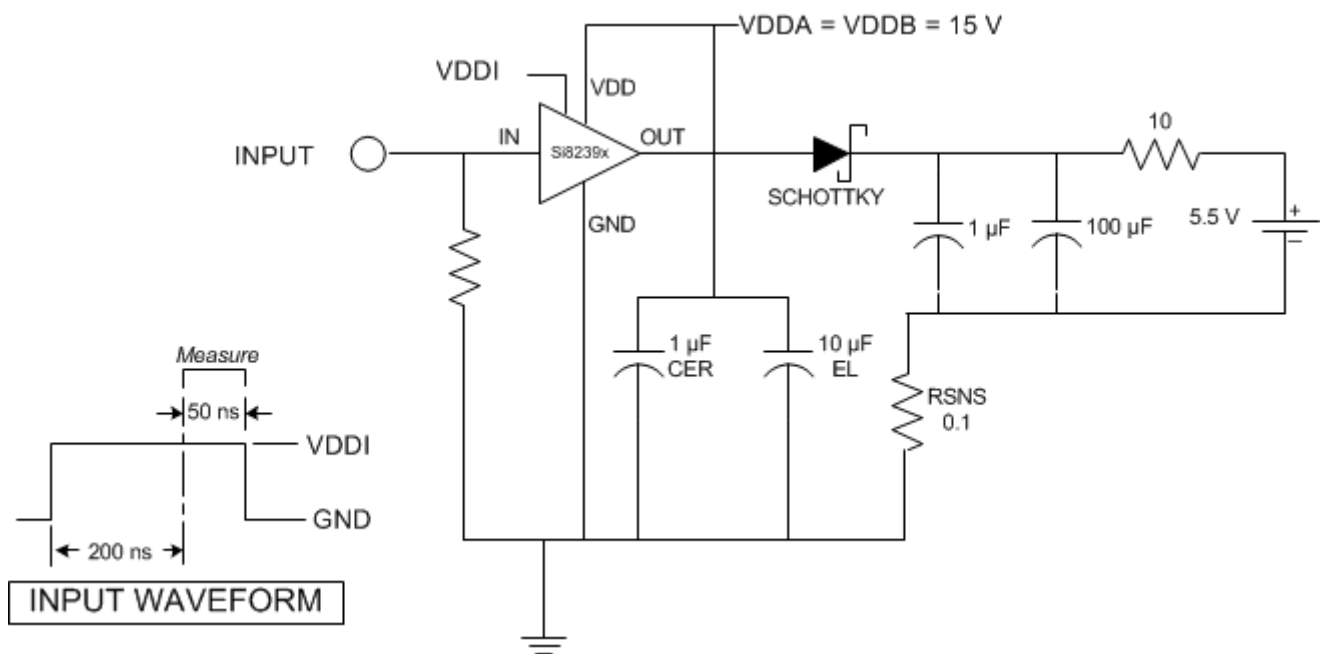 VDDA = VDDB = 15 V
VDDI
VDD
10
INPUT
IN
Si8239x
OUT
SCHOTTKY
GND
1 µF
100 µF
5.5 V
+
–
Measure
50 ns
1 µF
CER
10 µF
EL
RSNS
0.1
VDDI
GND
200 ns
INPUT WAVEFORM